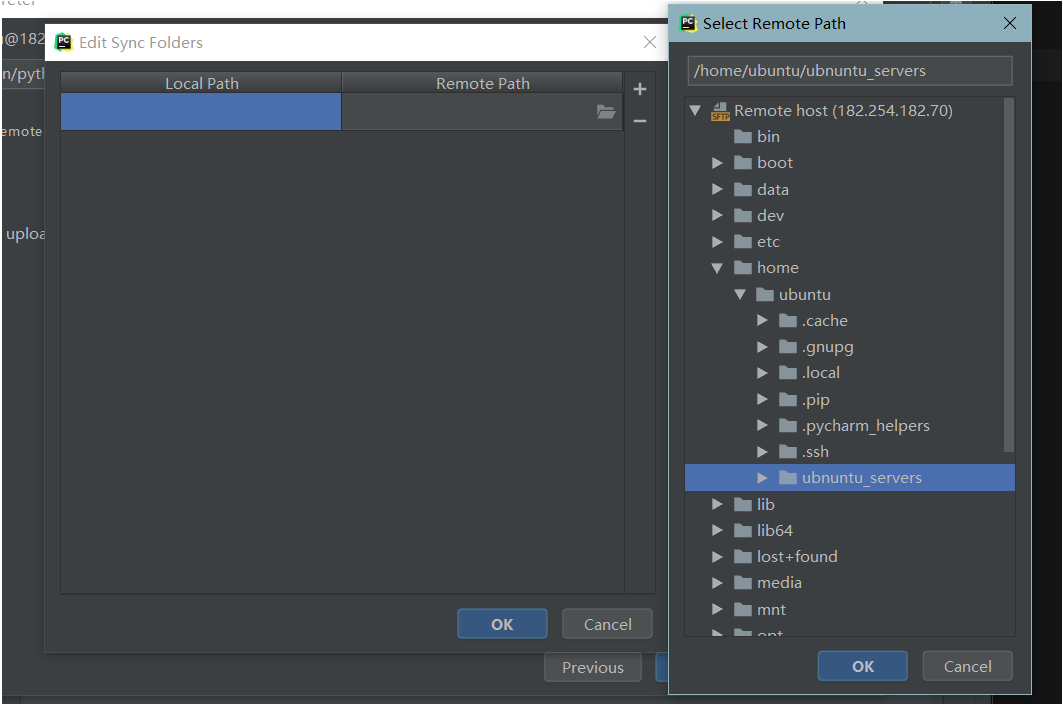 Edit Sync Folders
Local Path Remote Path
@182
n/pyth
emote
uploa
OK Cancel
Previous
Select Remote Path
/home/ubuntu/ubnuntu_servers
Remote host (182.254.182.70)
SFTP
bin
boot
data
dev
etc
home
ubuntu
.cache
.gnupg
.local
.pip
.pycharm_helpers
.ssh
ubnuntu_servers
lib
lib64
lost+found
media
mnt
opt
OK Cancel